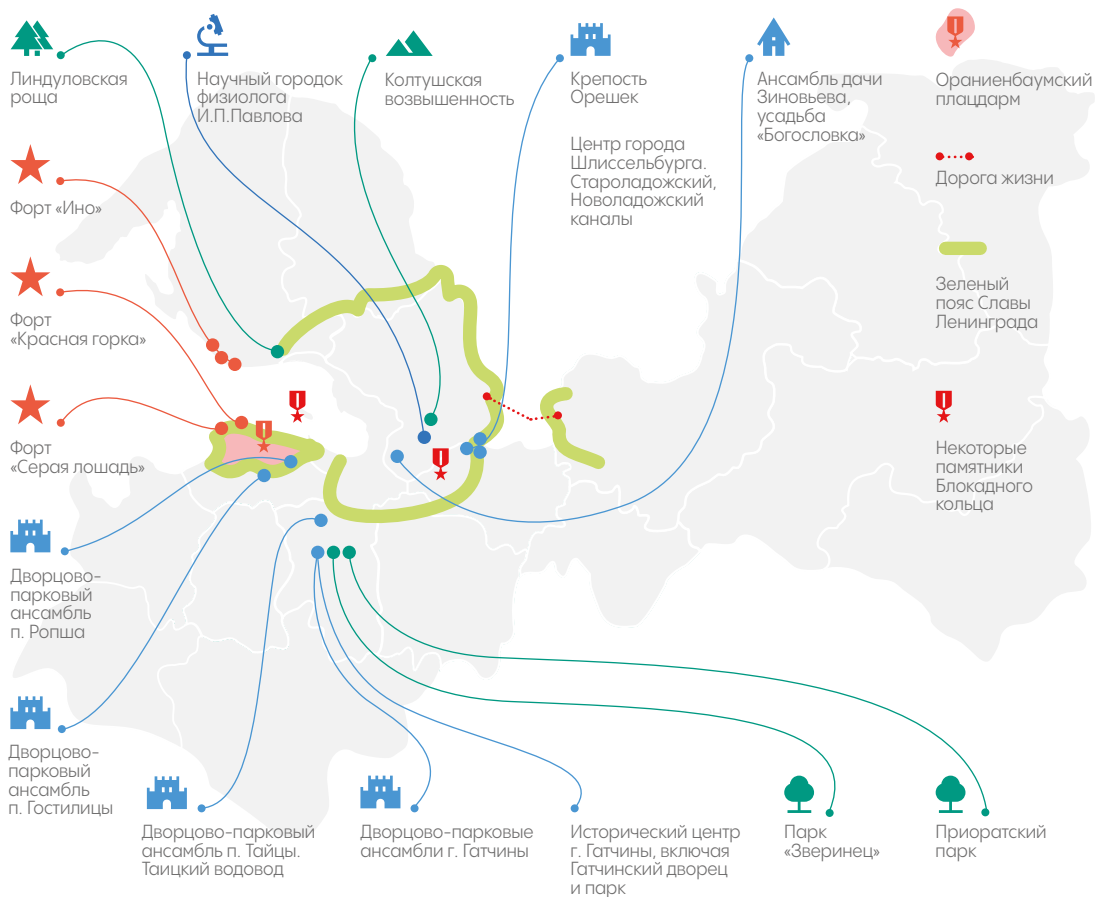 Линдуловская
роща
Научный городок
физиолога
И.П.Павлова
Колтушская
возвышенность
Крепость
Орешек
Центр города
Шлиссельбурга.
Староладожский,
Новоладожский
каналы
Ансамбль дачи
Зиновьева,
усадьба
«Богословка»
Ораниенбаумский
плацдарм
Дорога жизни
Зеленый
пояс Славы
Ленинграда
Некоторые
памятники
Блокадного
кольца
Форт «Ино»
Форт
«Красная горка»
Форт
«Серая лошадь»
Дворцово-
парковый
ансамбль
п. Ропша
Дворцово-
парковый
ансамбль
п. Гостилицы
Дворцово-парковый
ансамбль п. Тайцы.
Таицкий водовод
Дворцово-парковые
ансамбли г. Гатчины
Исторический центр
г. Гатчины, включая
Гатчинский дворец
и парк
Парк
«Зверинец»
Приоратский
парк